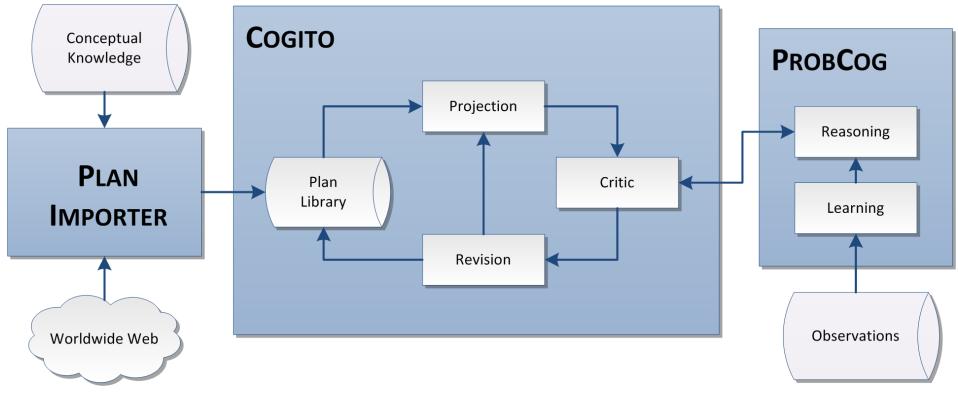 Conceptual
Knowledge
PLAN
IMPORTER
Worldwide Web
COGITO
Projection
Plan
Library
Critic
Revision
PROBCOG
Reasoning
Learning
Observations